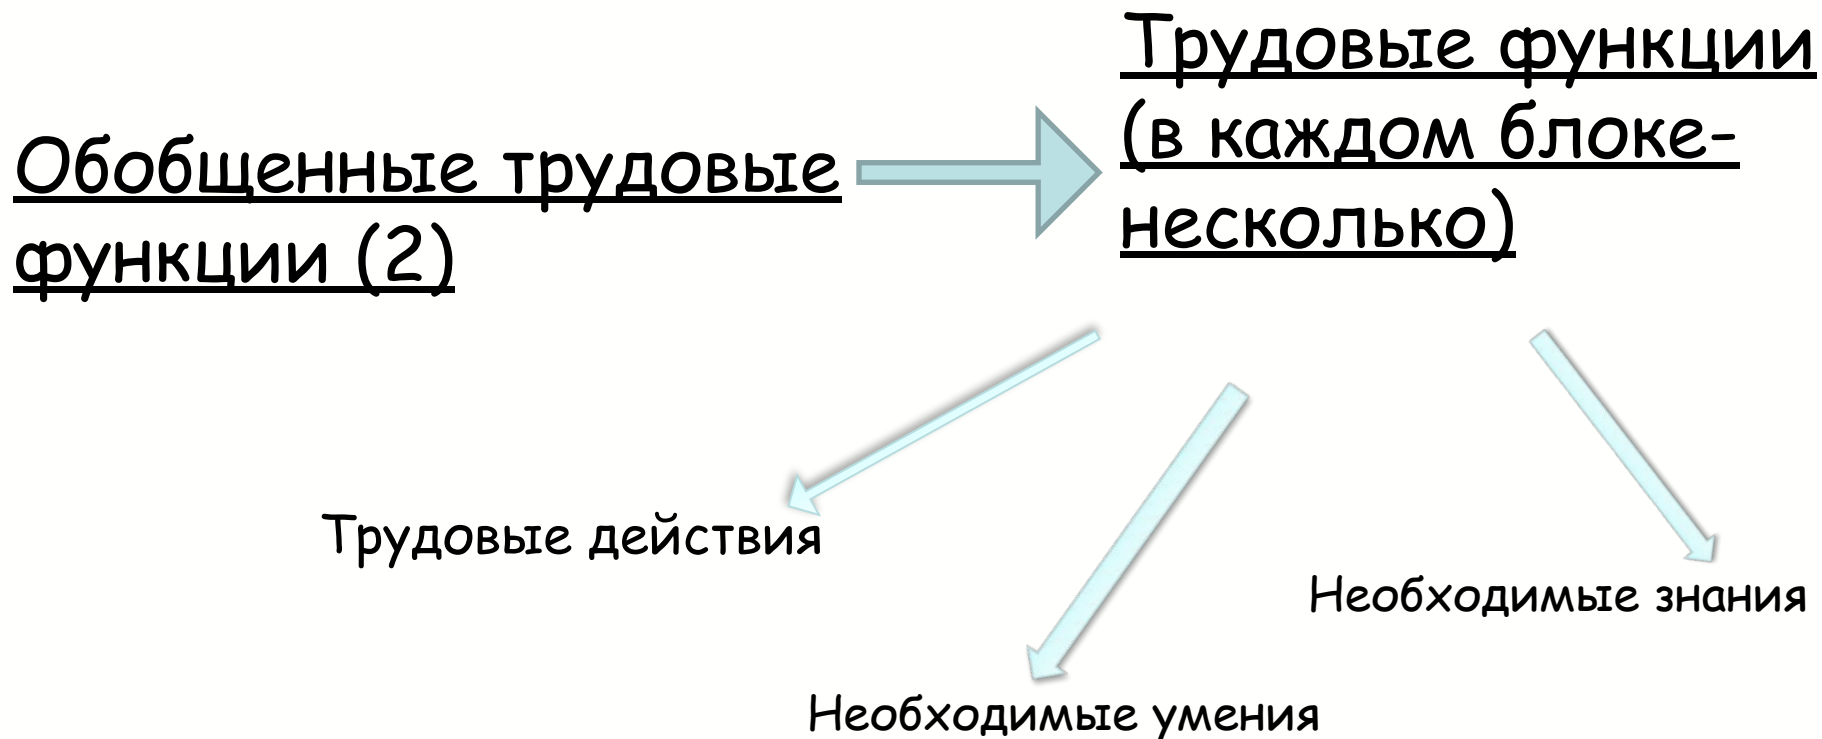 Обобщенные трудовые
функции (2)
Трудовые функции
(в каждом блоке-
несколько)
Трудовые действия
Необходимые знания
Необходимые умения